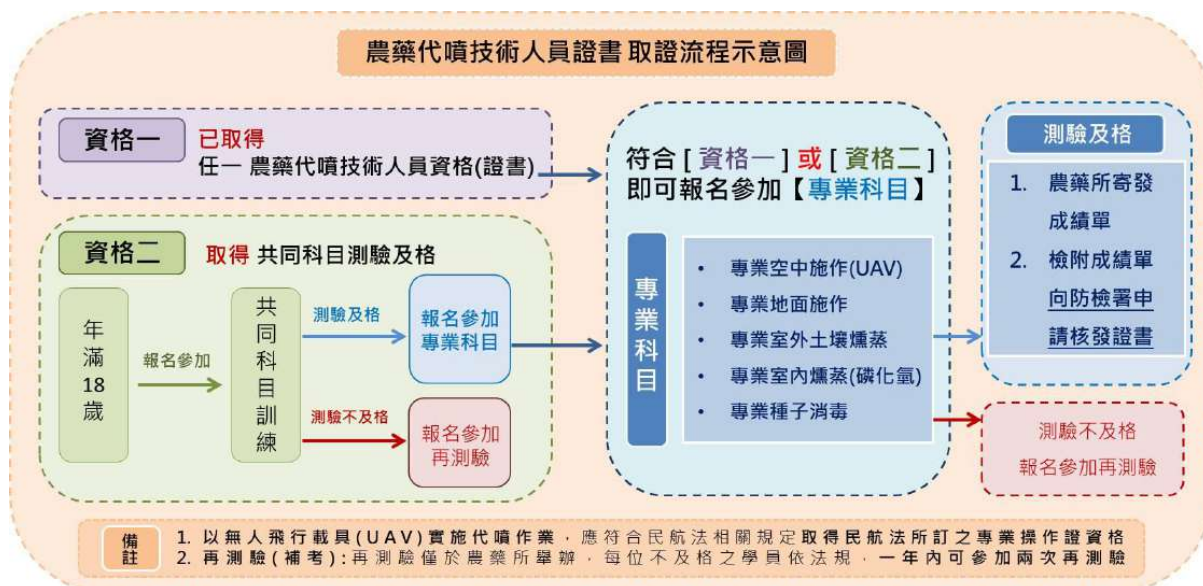 農藥代噴技術人員證書 取證流程示意圖
資格一
已取得
任一 農藥代噴技術人員資格(證書)
資格二
取得 共同科目測驗及格
年滿18歲
報名參加
共同科目訓練
測驗及格
報名參加
專業科目
測驗不及格
報名參加
再測驗
符合[資格一]或[資格二]
即可報名參加【專業科目】
專業科目
• 專業空中施作(UAV)
• 專業地面施作
• 專業室外土壤燻蒸
• 專業室內燻蒸(磷化氫)
• 專業種子消毒
測驗及格
1. 農藥所寄發
成績單
2. 檢附成績單
向防檢署申
請核發證書
測驗不及格
報名參加再測驗
備註
1. 以無人飛行載具(UAV)實施代噴作業,應符合民航法相關規定取得民航法所訂之專業操作證資格
2. 再測驗(補考):再測驗僅於農藥所舉辦,每位不及格之學員依法規,一年內可參加兩次再測驗